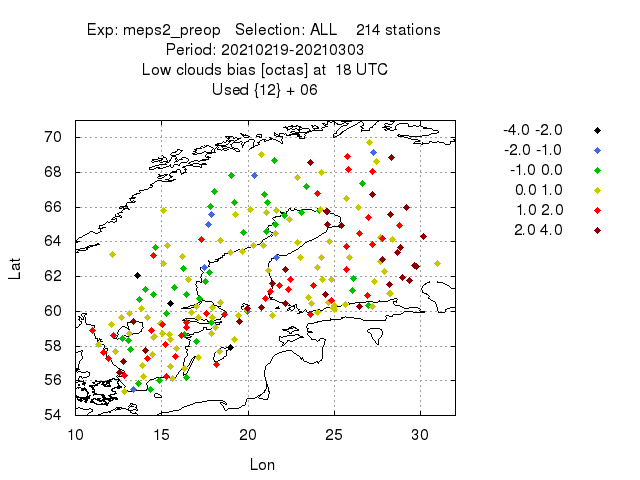 Exp: meps2_preop Selection: ALL 214 stations
Period: 20210219-20210303
Low clouds bias [octas] at 18 UTC
Used {12} + 06
-4.0 -2.0
-2.0 -1.0
-1.0 0.0
0.0 1.0
1.0 2.0
2.0 4.0
Lat
70
68
66
64
62
60
58
56
54
10 15 20 25 30
Lon